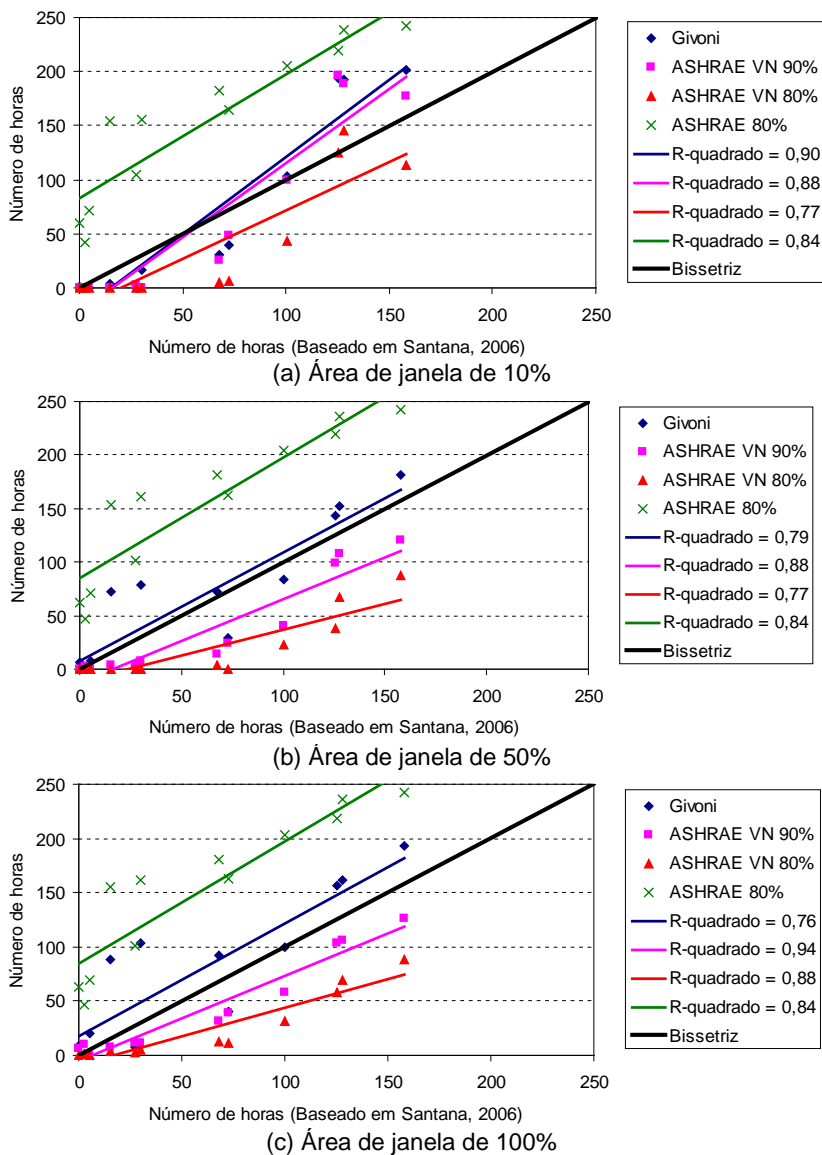 Número de horas
250
200
150
100
50
0
50
100
150
200
250
Número de horas (Baseado em Santana, 2006)
Givoni
ASHRAE VN 90%
ASHRAE VN 80%
ASHRAE 80%
R-quadrado = 0,90
R-quadrado = 0,88
R-quadrado = 0,77
R-quadrado = 0,84
Bissetriz
(a) Área de janela de 10%
Número de horas
250
200
150
100
50
0
50
100
150
200
250
Número de horas (Baseado em Santana, 2006)
Givoni
ASHRAE VN 90%
ASHRAE VN 80%
ASHRAE 80%
R-quadrado = 0,79
R-quadrado = 0,88
R-quadrado = 0,77
R-quadrado = 0,84
Bissetriz
(b) Área de janela de 50%
Número de horas
250
200
150
100
50
0
50
100
150
200
250
Número de horas (Baseado em Santana, 2006)
Givoni
ASHRAE VN 90%
ASHRAE VN 80%
ASHRAE 80%
R-quadrado = 0,76
R-quadrado = 0,94
R-quadrado = 0,88
R-quadrado = 0,84
Bissetriz
(c) Área de janela de 100%